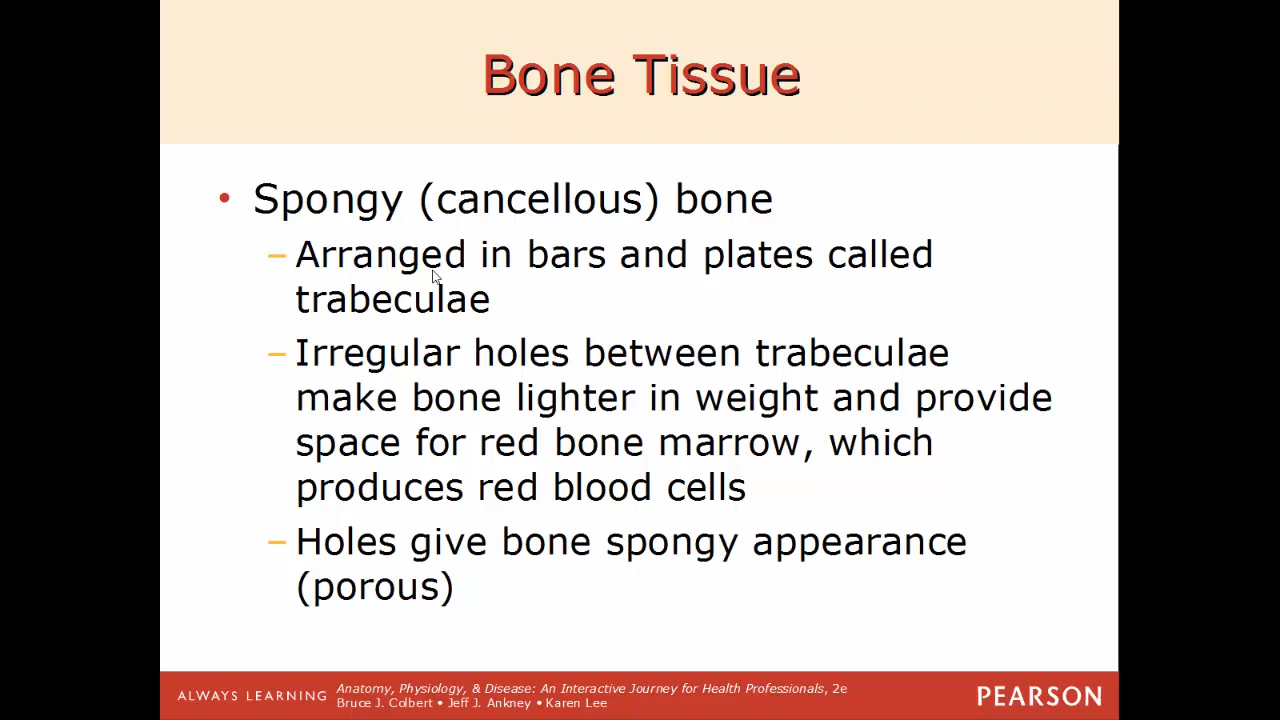 Bone Tissue
• Spongy (cancellous) bone
– Arranged in bars and plates called
trabeculae
– Irregular holes between trabeculae
make bone lighter in weight and provide
space for red bone marrow, which
produces red blood cells
– Holes give bone spongy appearance
(porous)
ALWAYS LEARNING
Anatomy, Physiology, & Disease: An Interactive Journey for Health Professionals, 2e
Bruce J. Colbert • Jeff J. Ankney • Karen Lee
PEARSON